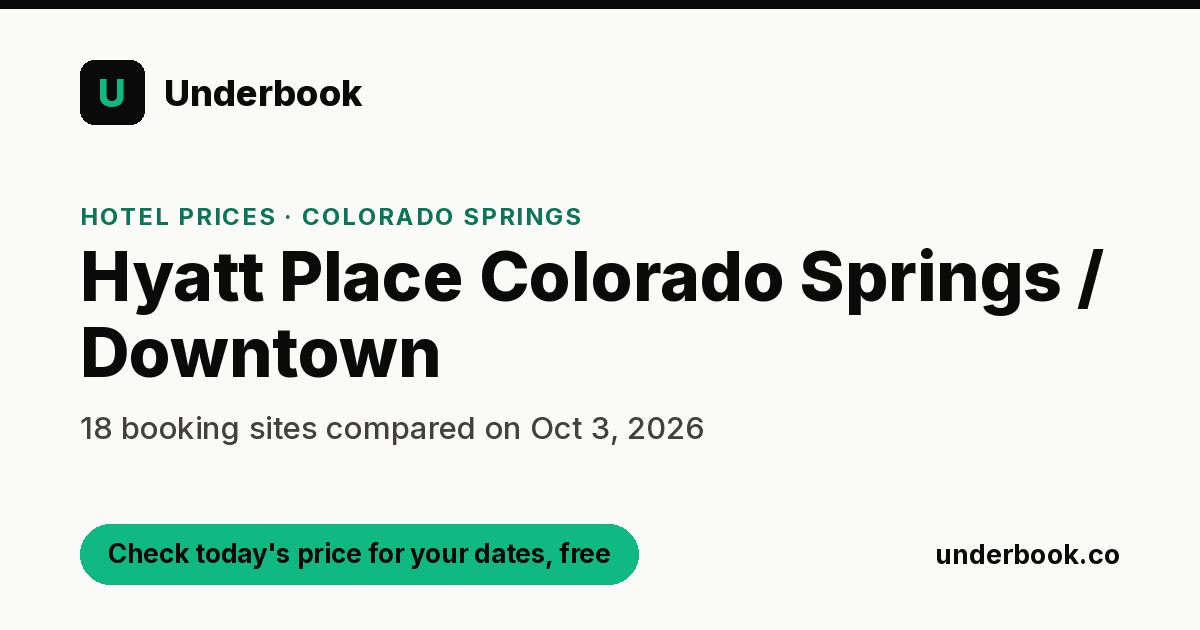 U
Underbook
HOTEL PRICES · COLORADO SPRINGS
Hyatt Place Colorado Springs /
Downtown
18 booking sites compared on Oct 3, 2026
Check today's price for your dates, free
underbook.co